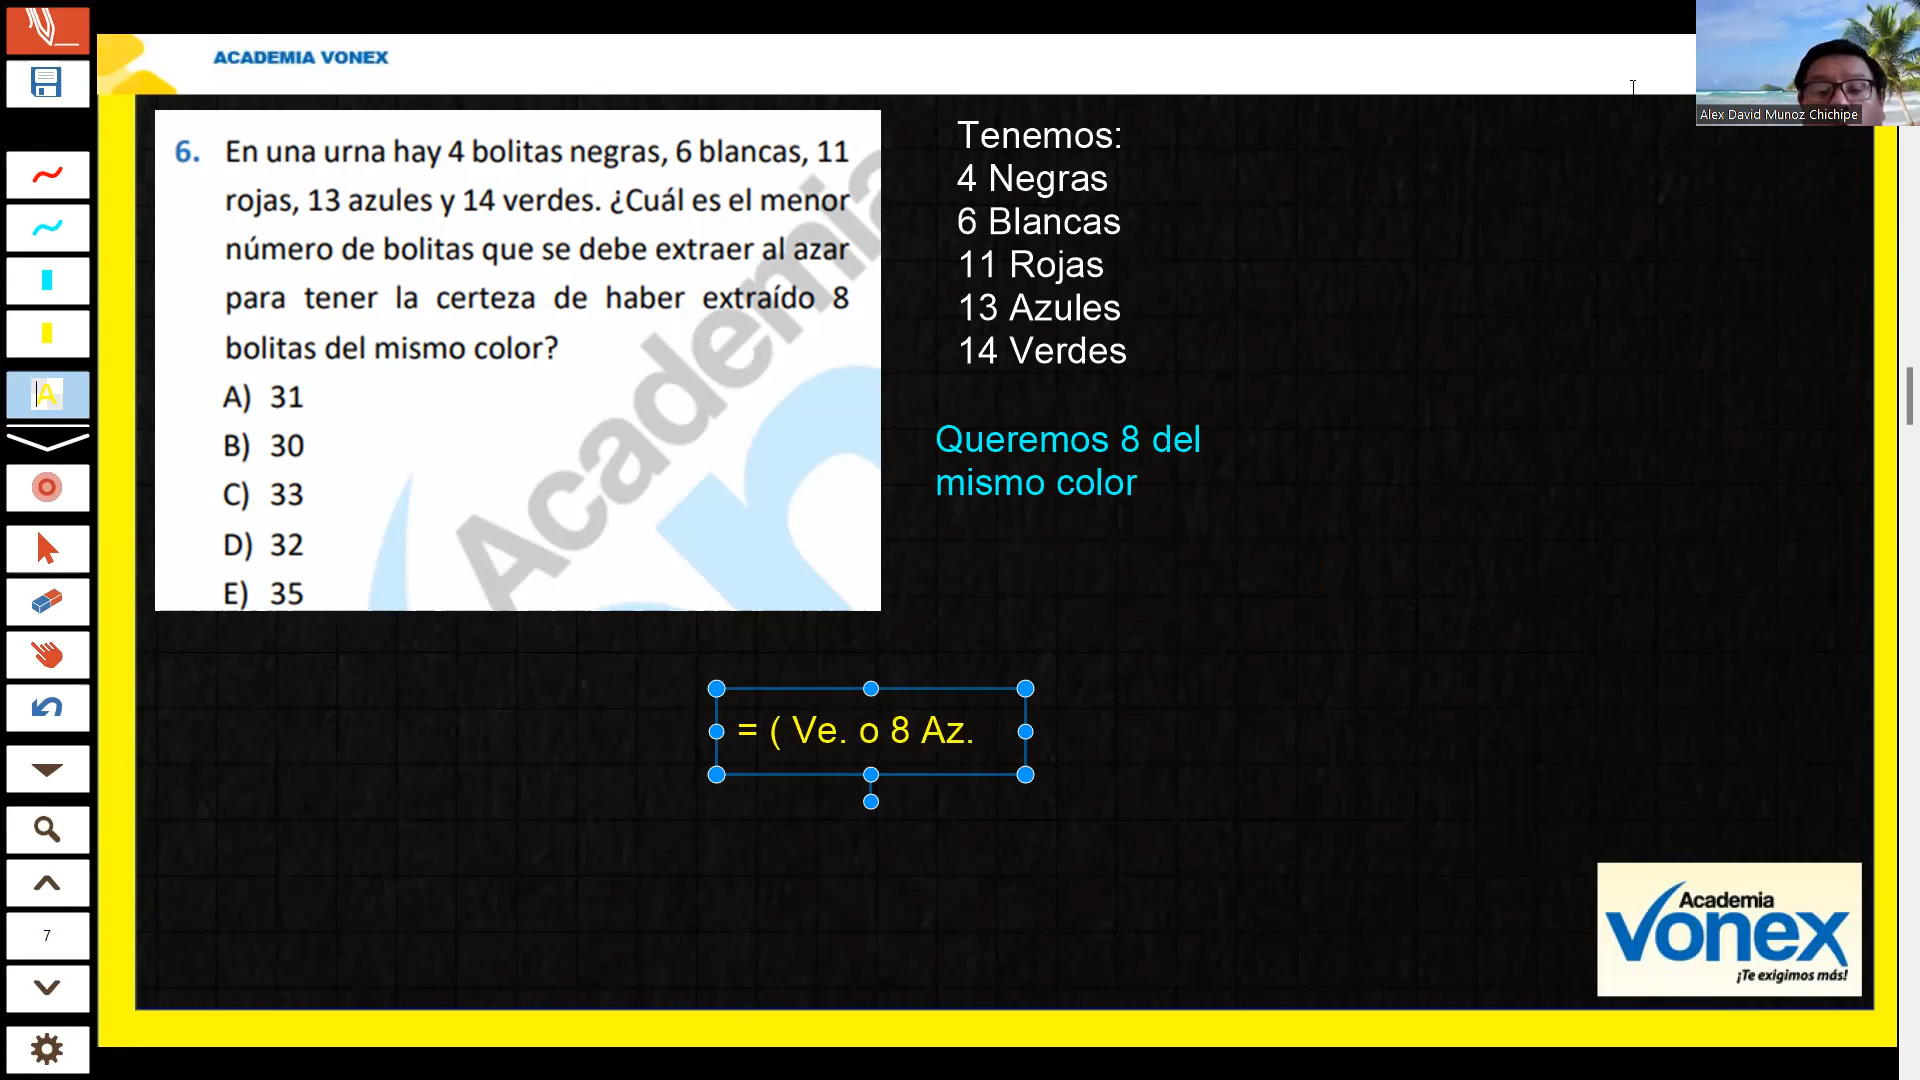 ACADEMIA VONEX
Alex David Munoz Chichipe
6. En una urna hay 4 bolitas negras, 6 blancas, 11
rojas, 13 azules y 14 verdes. ¿Cuál es el menor
número de bolitas que se debe extraer al azar
para tener la certeza de haber extraído 8
bolitas del mismo color?
A) 31
B) 30
C) 33
D) 32
E) 35
Academia
Tenemos:
4 Negras
6 Blancas
11 Rojas
13 Azules
14 Verdes
Queremos 8 del
mismo color
= ( Ve. o 8 Az.
A
7
Academia
Vonex
¡Te exigimos más!